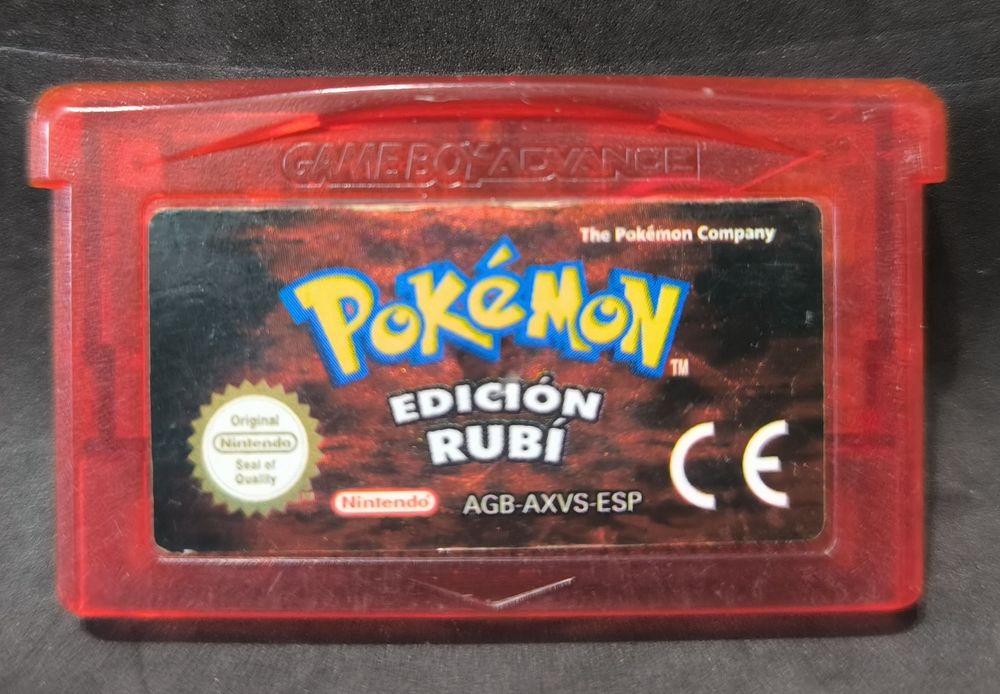 GAME BOY ADVANCE
The Pokémon Company
POKéMON
TM
EDICIÓN
RUBÍ
Original
Nintendo
Seal of
Quality
Nintendo
AGB-AXVS-ESP
CE